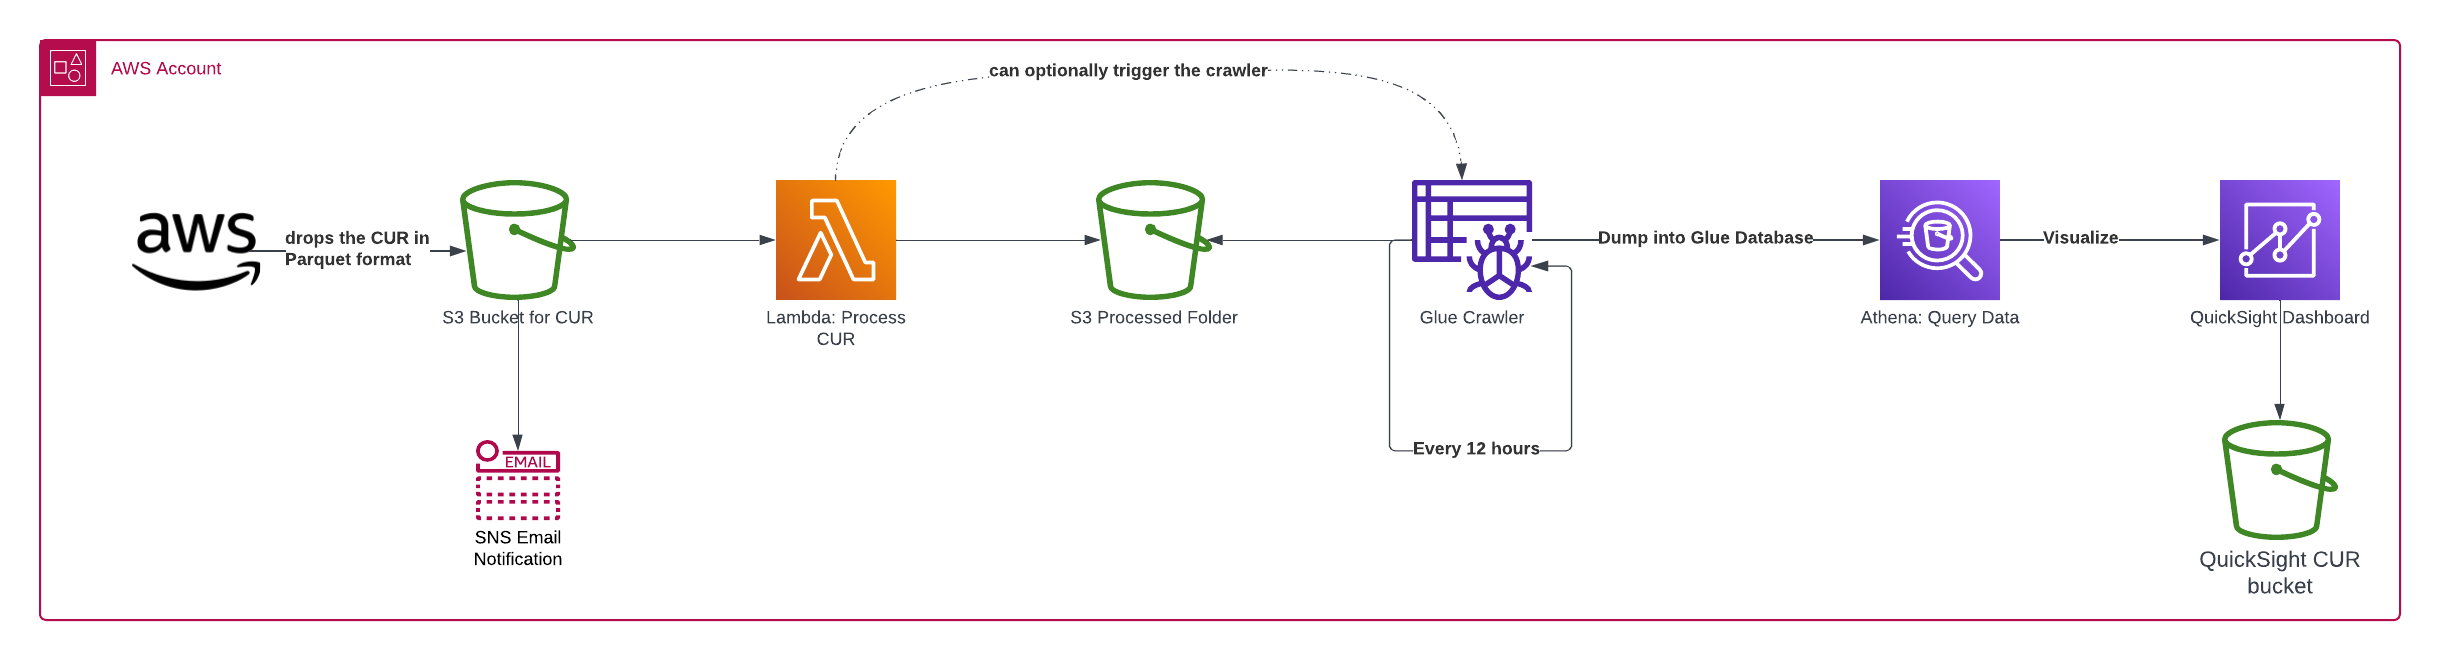 AWS Account
can optionally trigger the crawler
aws
drops the CUR in
Parquet format
Dump into Glue Database
Visualize
S3 Bucket for CUR
Lambda: Process
CUR
S3 Processed Folder
Glue Crawler
Athena: Query Data
QuickSight Dashboard
Every 12 hours
EMAIL
SNS Email
Notification
QuickSight CUR
bucket